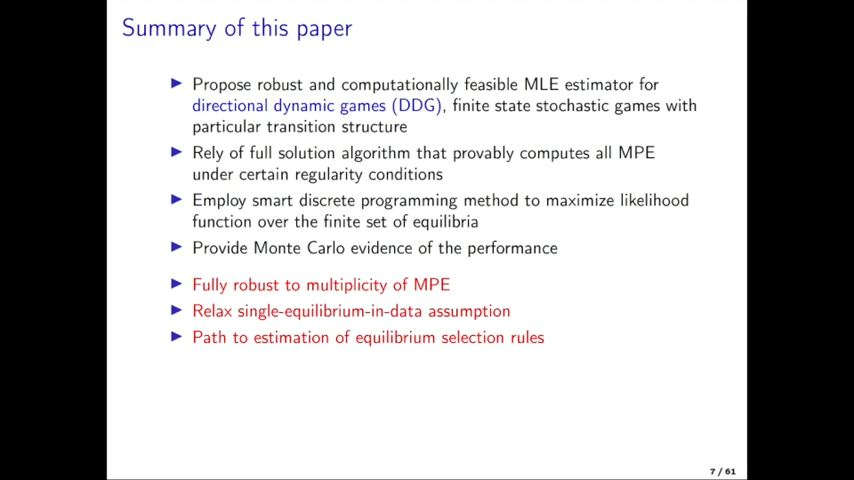 Summary of this paper
Propose robust and computationally feasible MLE estimator for
directional dynamic games (DDG), finite state stochastic games with
particular transition structure
Rely of full solution algorithm that provably computes all MPE
under certain regularity conditions
Employ smart discrete programming method to maximize likelihood
function over the finite set of equilibria
Provide Monte Carlo evidence of the performance
Fully robust to multiplicity of MPE
Relax single-equilibrium-in-data assumption
Path to estimation of equilibrium selection rules
7 / 61